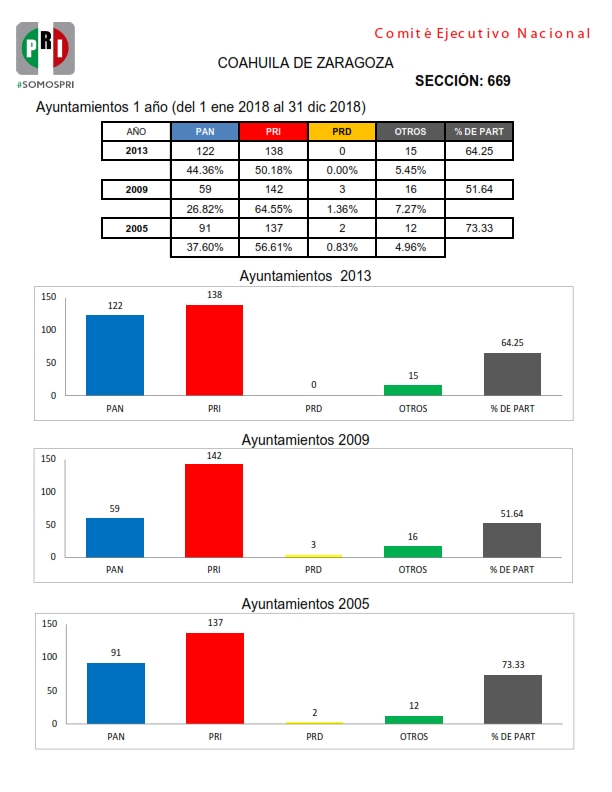 Comité Ejecutivo Nacional
PRI
#SOMOSPRI
COAHUILA DE ZARAGOZA
SECCIÓN: 669
Ayuntamientos 1 año (del 1 ene 2018 al 31 dic 2018)
AÑO PAN PRI PRD OTROS % DE PART
2013 122 138 0 15 64.25
44.36% 50.18% 0.00% 5.45%
2009 59 142 3 16 51.64
26.82% 64.55% 1.36% 7.27%
2005 91 137 2 12 73.33
37.60% 56.61% 0.83% 4.96%
Ayuntamientos 2013
150
100
50
0
122 138 0 15 64.25
PAN PRI PRD OTROS % DE PART
Ayuntamientos 2009
150
100
50
0
59 142 3 16 51.64
PAN PRI PRD OTROS % DE PART
Ayuntamientos 2005
150
100
50
0
91 137 2 12 73.33
PAN PRI PRD OTROS % DE PART